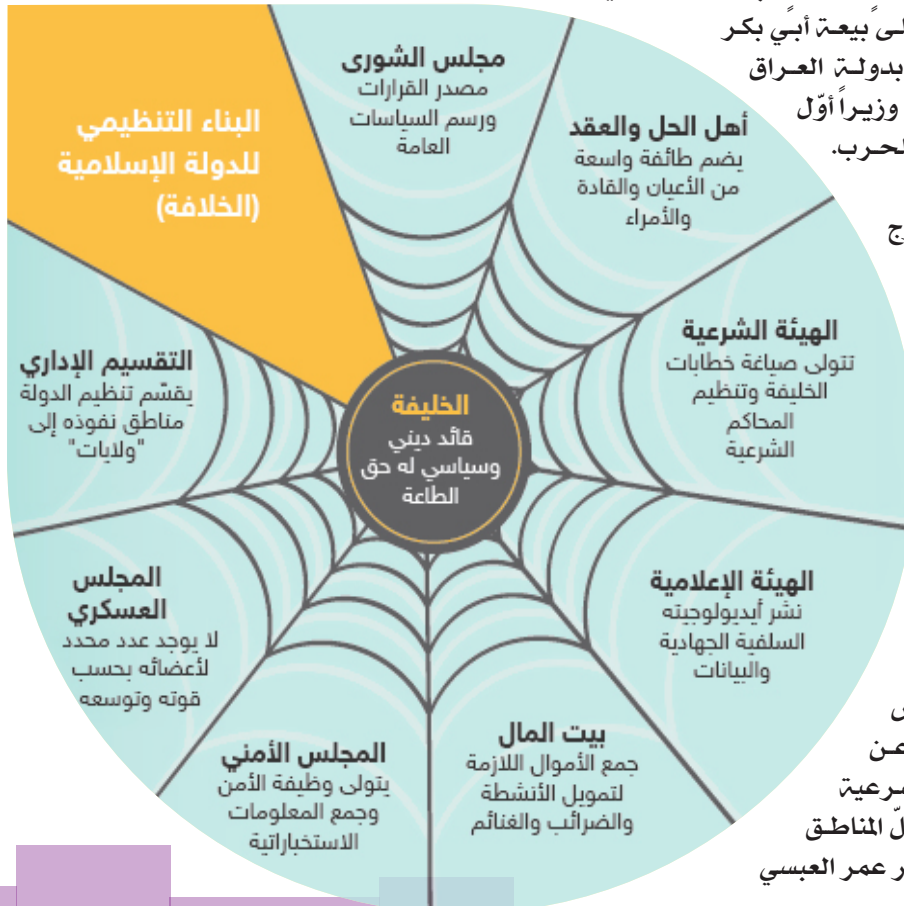 لى بيعة أبي بكر
بدولة العراق
وزيراً أوّل
لحرب.
البناء التنظيمي
للدولة الإسلامية
(الخلافة)
مجلس الشورى
مصدر القرارات
ورسم السياسات
العامة
أهل الحل والعقد
يضم طائفة واسعة
من الأعيان والقادة
والأمراء
الهيئة الشرعية
تتولى صياغة خطابات
الخليفة وتنظيم
المحاكم
الشرعية
الهيئة الإعلامية
نشر أيديولوجيته
السلفية الجهادية
والبيانات
بيت المال
جمع الأموال اللازمة
لتمويل الأنشطة
والضرائب والغنائم
المجلس الأمني
يتولى وظيفة الأمن
وجمع المعلومات
الاستخباراتية
المجلس
العسكري
لا يوجد عدد محدد
لأعضائه بحسب
قوته وتوسعه
التقسيم الإداري
يقسّم تنظيم الدولة
مناطق نفوذه إلى
"ولايات"
الخليفة
قائد ديني
وسياسي له حق
الطاعة
عن
المناطق
ر عمر العبسي